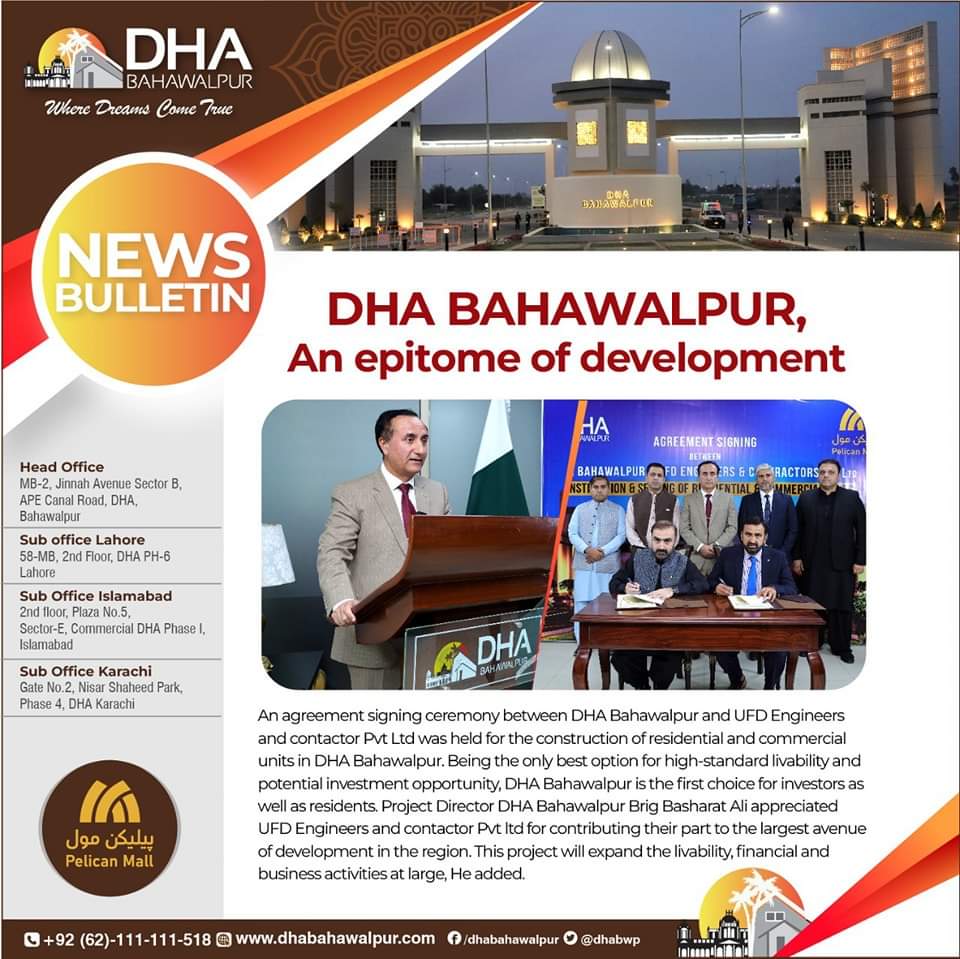 DHA
BAHAWALPUR
Where Dreams Come True
DHA
BAHAWALPUR
NEWS
BULLETIN
DHA BAHAWALPUR,
An epitome of development
HA
AWALPUR
AGREEMENT SIGNING
BETWEEN
BAHAWALPUR
UFD ENGINEERS & CONTRACTORS
LTD
پیلیکن مول
Pelican Ma
DHA
BAHAWALPUR
Head Office
MB-2, Jinnah Avenue Sector B,
APE Canal Road, DHA,
Bahawalpur
Sub office Lahore
58-MB, 2nd Floor, DHA PH-6
Lahore
Sub Office Islamabad
2nd floor, Plaza No.5,
Sector-E, Commercial DHA Phase I,
Islamabad
Sub Office Karachi
Gate No.2, Nisar Shaheed Park,
Phase 4, DHA Karachi
پیلیکن مول
Pelican Mall
An agreement signing ceremony between DHA Bahawalpur and UFD Engineers
and contactor Pvt Ltd was held for the construction of residential and commercial
units in DHA Bahawalpur. Being the only best option for high-standard livability and
potential investment opportunity, DHA Bahawalpur is the first choice for investors as
well as residents. Project Director DHA Bahawalpur Brig Basharat Ali appreciated
UFD Engineers and contactor Pvt ltd for contributing their part to the largest avenue
of development in the region. This project will expand the livability, financial and
business activities at large, He added.
+92 (62)-111-111-518 www.dhabahawalpur.com /dhabahawalpur @dhabwp